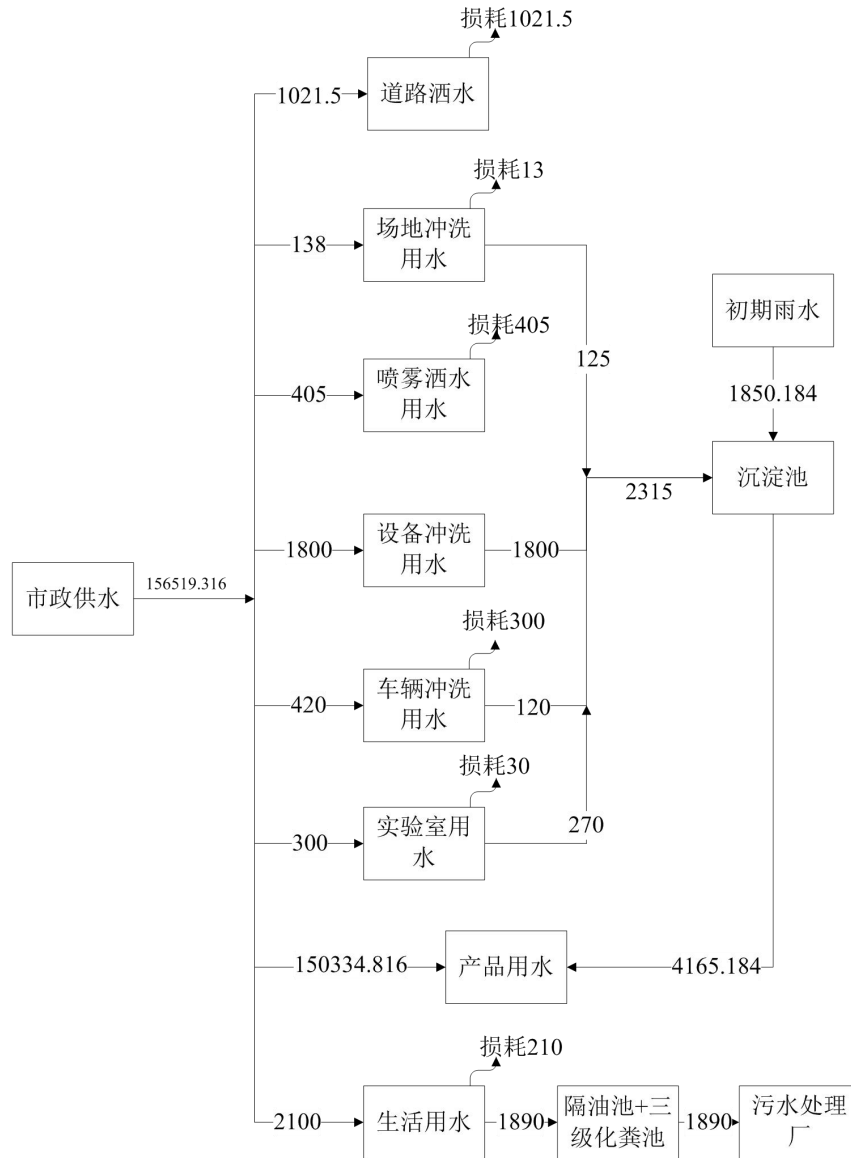 损耗1021.5
1021.5
道路洒水
损耗13
138
场地冲洗
用水
初期雨水
损耗405
125
405
喷雾洒水
用水
1850.184
2315
沉淀池
1800
设备冲洗
用水
1800
市政供水
156519.316
损耗300
420
车辆冲洗
用水
120
损耗30
300
实验室用
水
270
150334.816
产品用水
4165.184
损耗210
2100
生活用水
1890
隔油池+三
级化粪池
1890
污水处理
厂